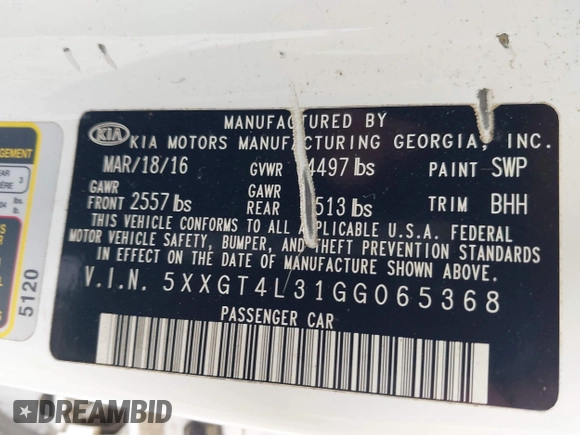 MANUFACTURED BY
KIA KIA MOTORS MANUFACTURING GEORGIA, INC.
MAR/18/16 GVWR 4497 lbs PAINT SWP
GAWR GAWR
FRONT 2557 lbs REAR 513 lbs TRIM BHH
THIS VEHICLE CONFORMS TO ALL APPLICABLE U.S.A. FEDERAL
MOTOR VEHICLE SAFETY, BUMPER, AND THEFT PREVENTION STANDARDS
IN EFFECT ON THE DATE OF MANUFACTURE SHOWN ABOVE.
V.I.N. 5XXGT4L31GG065368
PASSENGER CAR
5120
DREAMBID